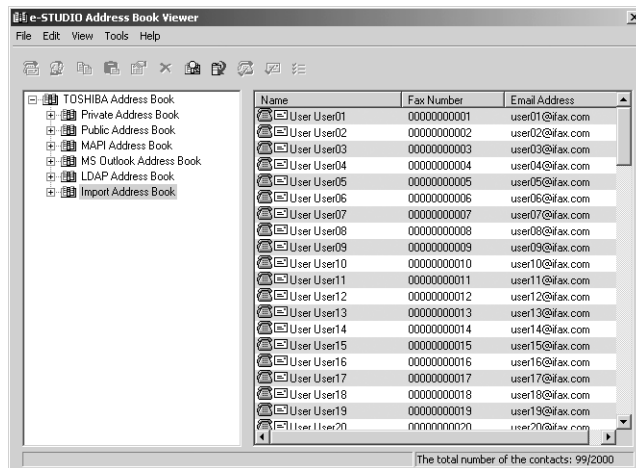 e-STUDIO Address Book Viewer
File Edit View Tools Help
TOSHIBA Address Book
Private Address Book
Public Address Book
MAPI Address Book
MS Outlook Address Book
LDAP Address Book
Import Address Book
Name Fax Number Email Address
User User01 00000000001 user01@ifax.com
User User02 00000000002 user02@ifax.com
User User03 00000000003 user03@ifax.com
User User04 00000000004 user04@ifax.com
User User05 00000000005 user05@ifax.com
User User06 00000000006 user06@ifax.com
User User07 00000000007 user07@ifax.com
User User08 00000000008 user08@ifax.com
User User09 00000000009 user09@ifax.com
User User10 00000000010 user10@ifax.com
User User11 00000000011 user11@ifax.com
User User12 00000000012 user12@ifax.com
User User13 00000000013 user13@ifax.com
User User14 00000000014 user14@ifax.com
User User15 00000000015 user15@ifax.com
User User16 00000000016 user16@ifax.com
User User17 00000000017 user17@ifax.com
User User18 00000000018 user18@ifax.com
User User19 00000000019 user19@ifax.com
User User20 00000000020 user20@ifax.com
The total number of the contacts: 99/2000